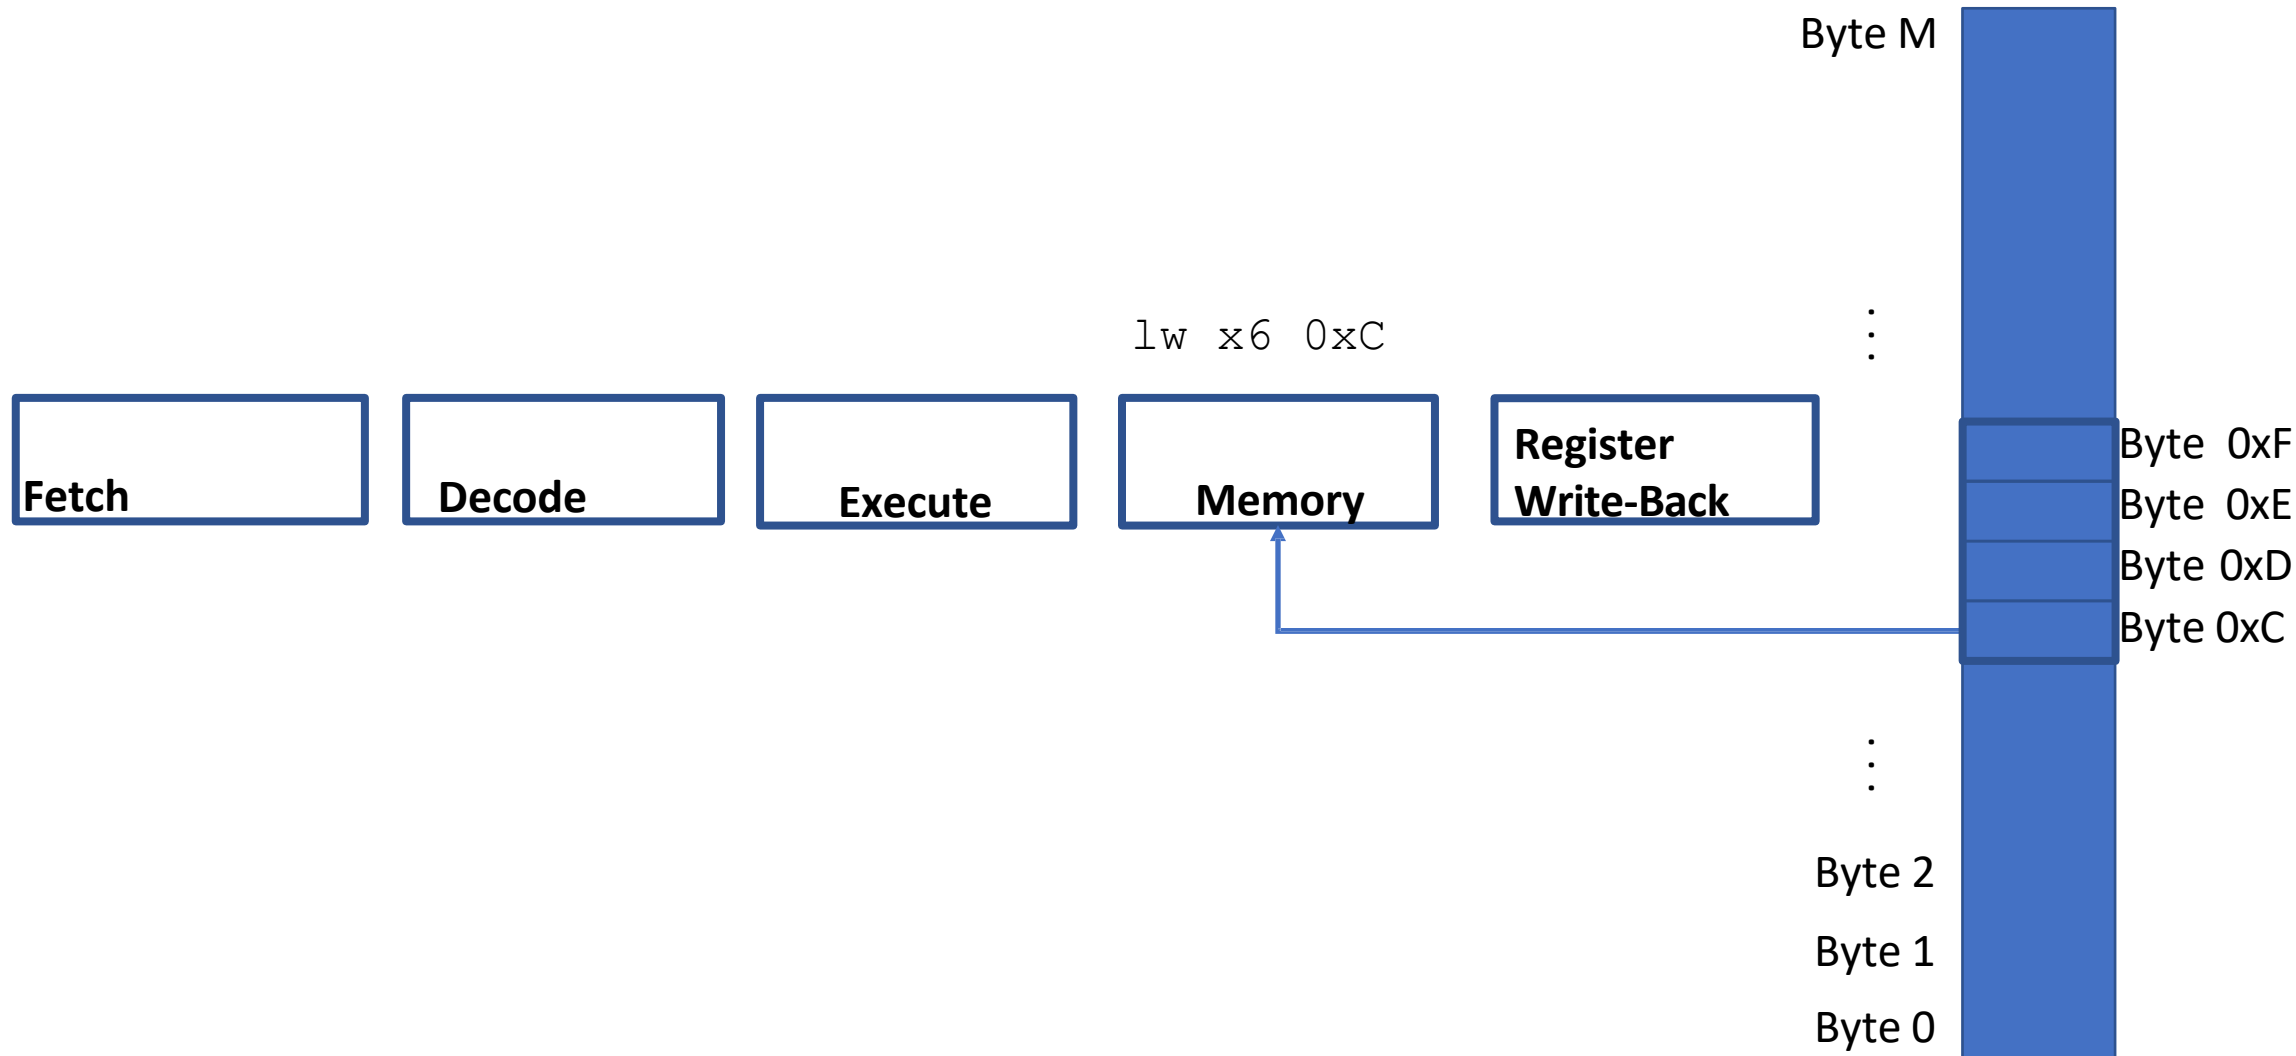 Byte M
lw x6 0xC
⋮
Fetch
Decode
Execute
Memory
Register
Write-Back
Byte 0xF
Byte 0xE
Byte 0xD
Byte 0xC
⋮
Byte 2
Byte 1
Byte 0